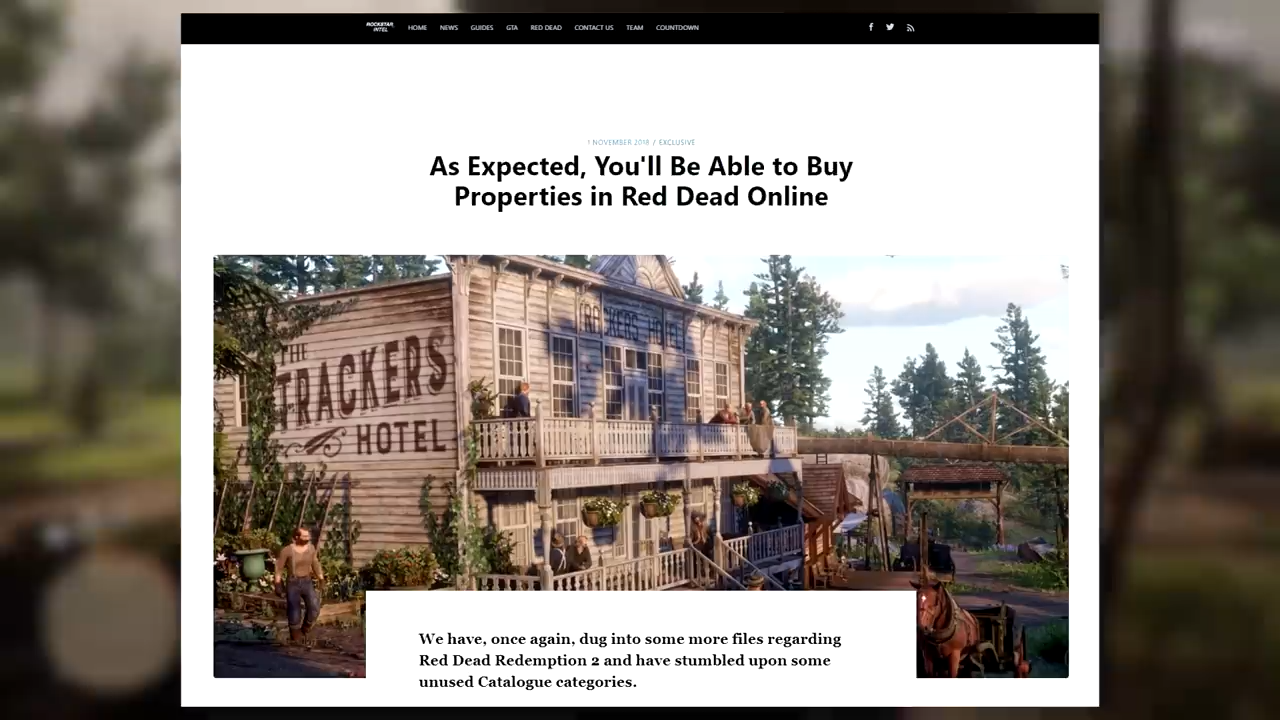 ROCKSTAR INTEL
HOME NEWS GUIDES GTA RED DEAD CONTACT US TEAM COUNTDOWN
1 NOVEMBER 2018 / EXCLUSIVE
As Expected, You'll Be Able to Buy
Properties in Red Dead Online
TRACKERS HOTEL
THE
TRACKERS
HOTEL
We have, once again, dug into some more files regarding
Red Dead Redemption 2 and have stumbled upon some
unused Catalogue categories.